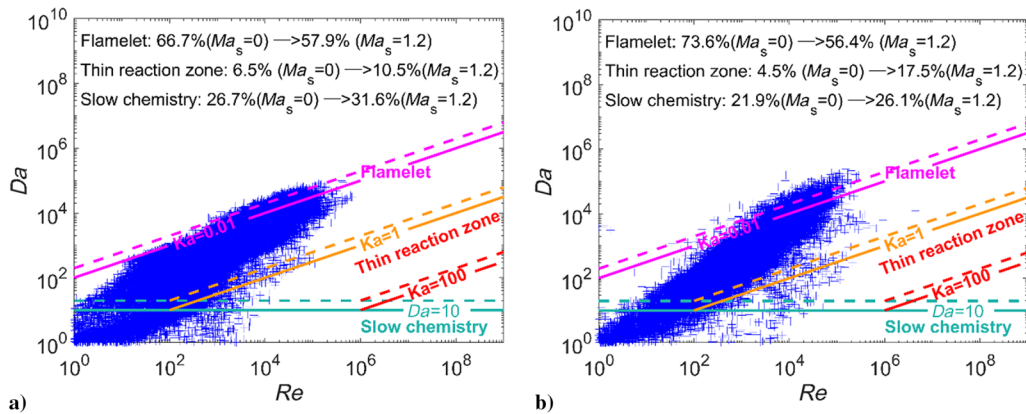 Flamelet: 66.7%(Ma_s=0) —>57.9% (Ma_s=1.2)
Thin reaction zone: 6.5% (Ma_s=0) —>10.5%(Ma_s=1.2)
Slow chemistry: 26.7%(Ma_s=0) —>31.6%(Ma_s=1.2)
10^10
10^8
10^6
10^4
10^2
10^0
Da
Flamelet
Ka=0.01
Ka=1
Thin reaction zone
Ka=100
Da=10
Slow chemistry
10^0 10^2 10^4 10^6 10^8
Re
a)
Flamelet: 73.6%(Ma_s=0) —>56.4% (Ma_s=1.2)
Thin reaction zone: 4.5% (Ma_s=0) —>17.5%(Ma_s=1.2)
Slow chemistry: 21.9%(Ma_s=0) —>26.1%(Ma_s=1.2)
10^10
10^8
10^6
10^4
10^2
10^0
Da
Flamelet
Ka=0.01
Ka=1
Thin reaction zone
Ka=100
Da=10
Slow chemistry
10^0 10^2 10^4 10^6 10^8
Re
b)